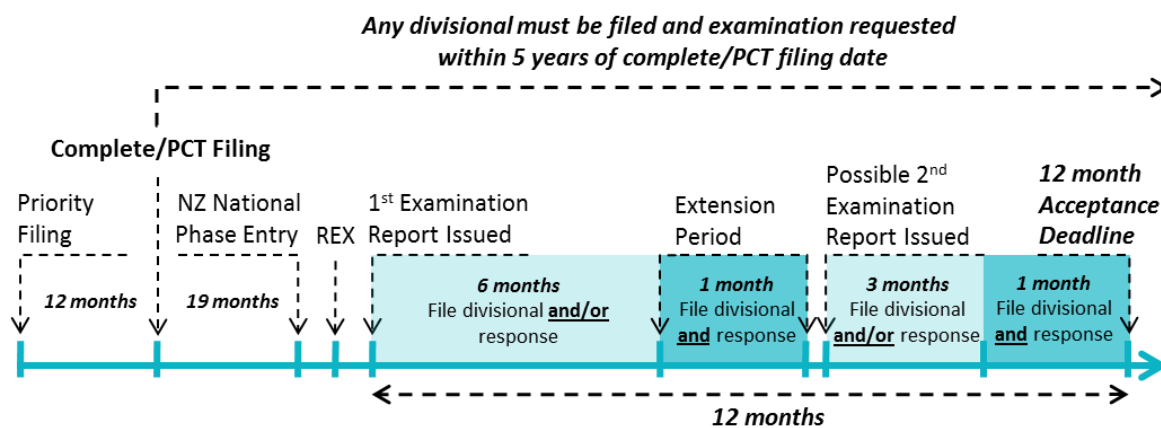 Any divisional must be filed and examination requested
within 5 years of complete/PCT filing date
Complete/PCT Filing
Priority
Filing
NZ National
Phase Entry
REX
1st Examination
Report Issued
Extension
Period
Possible 2nd
Examination
Report Issued
12 month
Acceptance
Deadline
12 months
19 months
6 months
File divisional and/or
response
1 month
File divisional
and response
3 months
File divisional
and/or response
1 month
File divisional
and response
12 months